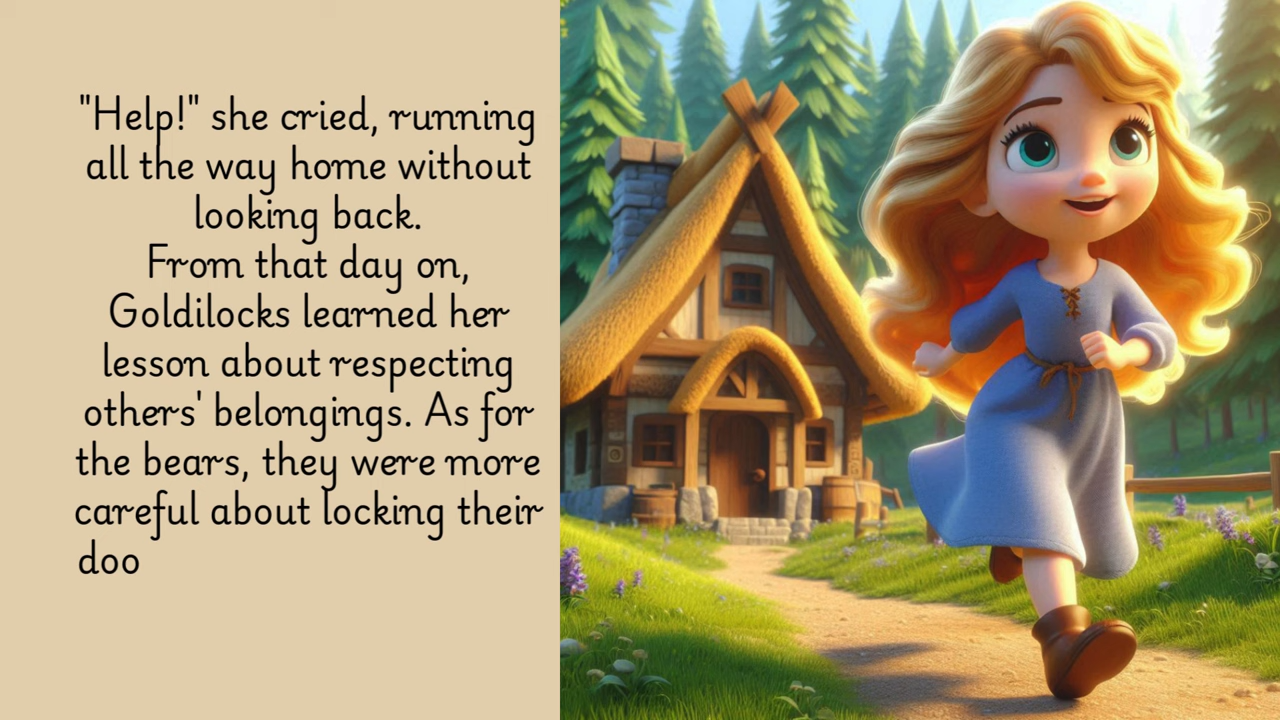 "Help!" she cried, running
all the way home without
looking back.
From that day on,
Goldilocks learned her
lesson about respecting
others' belongings. As for
the bears, they were more
careful about locking their
doo